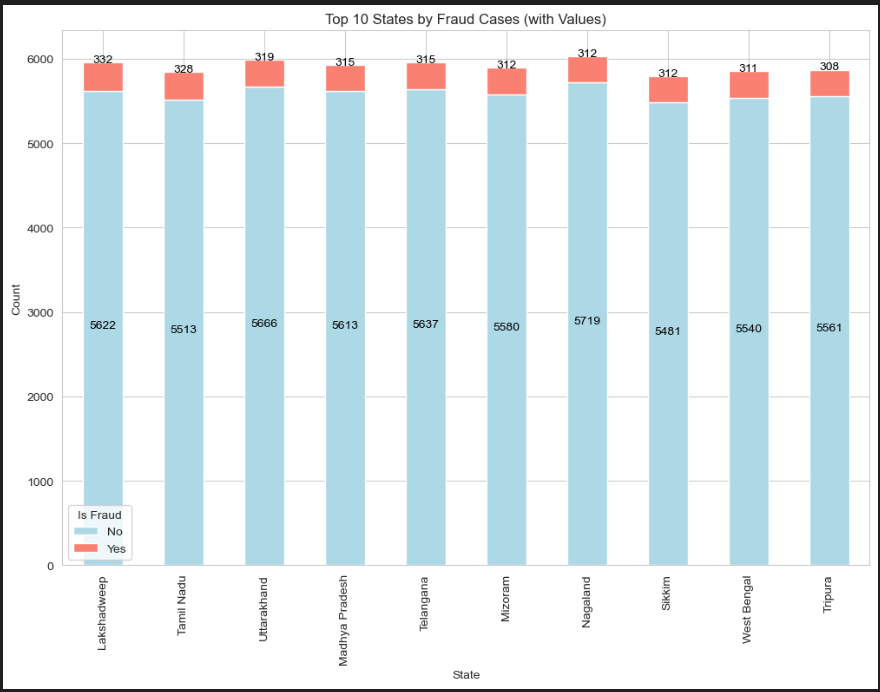 Top 10 States by Fraud Cases (with Values)
6000
5000
4000
3000
2000
1000
0
Count
332
328
319
315
315
312
312
312
311
308
5622
5513
5666
5613
5637
5580
5719
5481
5540
5561
Is Fraud
No
Yes
Lakshadweep
Tamil Nadu
Uttarakhand
Madhya Pradesh
Telangana
Mizoram
Nagaland
Sikkim
West Bengal
Tripura
State